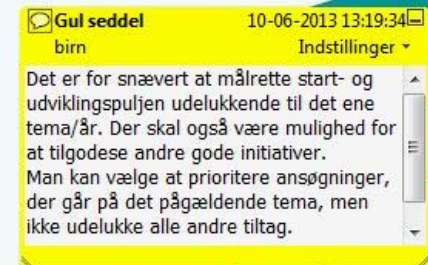 Gul seddel 10-06-2013 13:19:34
birn Indstillinger
Det er for snævert at målrette start- og
udviklingspuljen udelukkende til det ene
tema/år. Der skal også være mulighed for
at tilgodese andre gode initiativer.
Man kan vælge at prioritere ansøgninger,
der går på det pågældende tema, men
ikke udelukke alle andre tiltag.